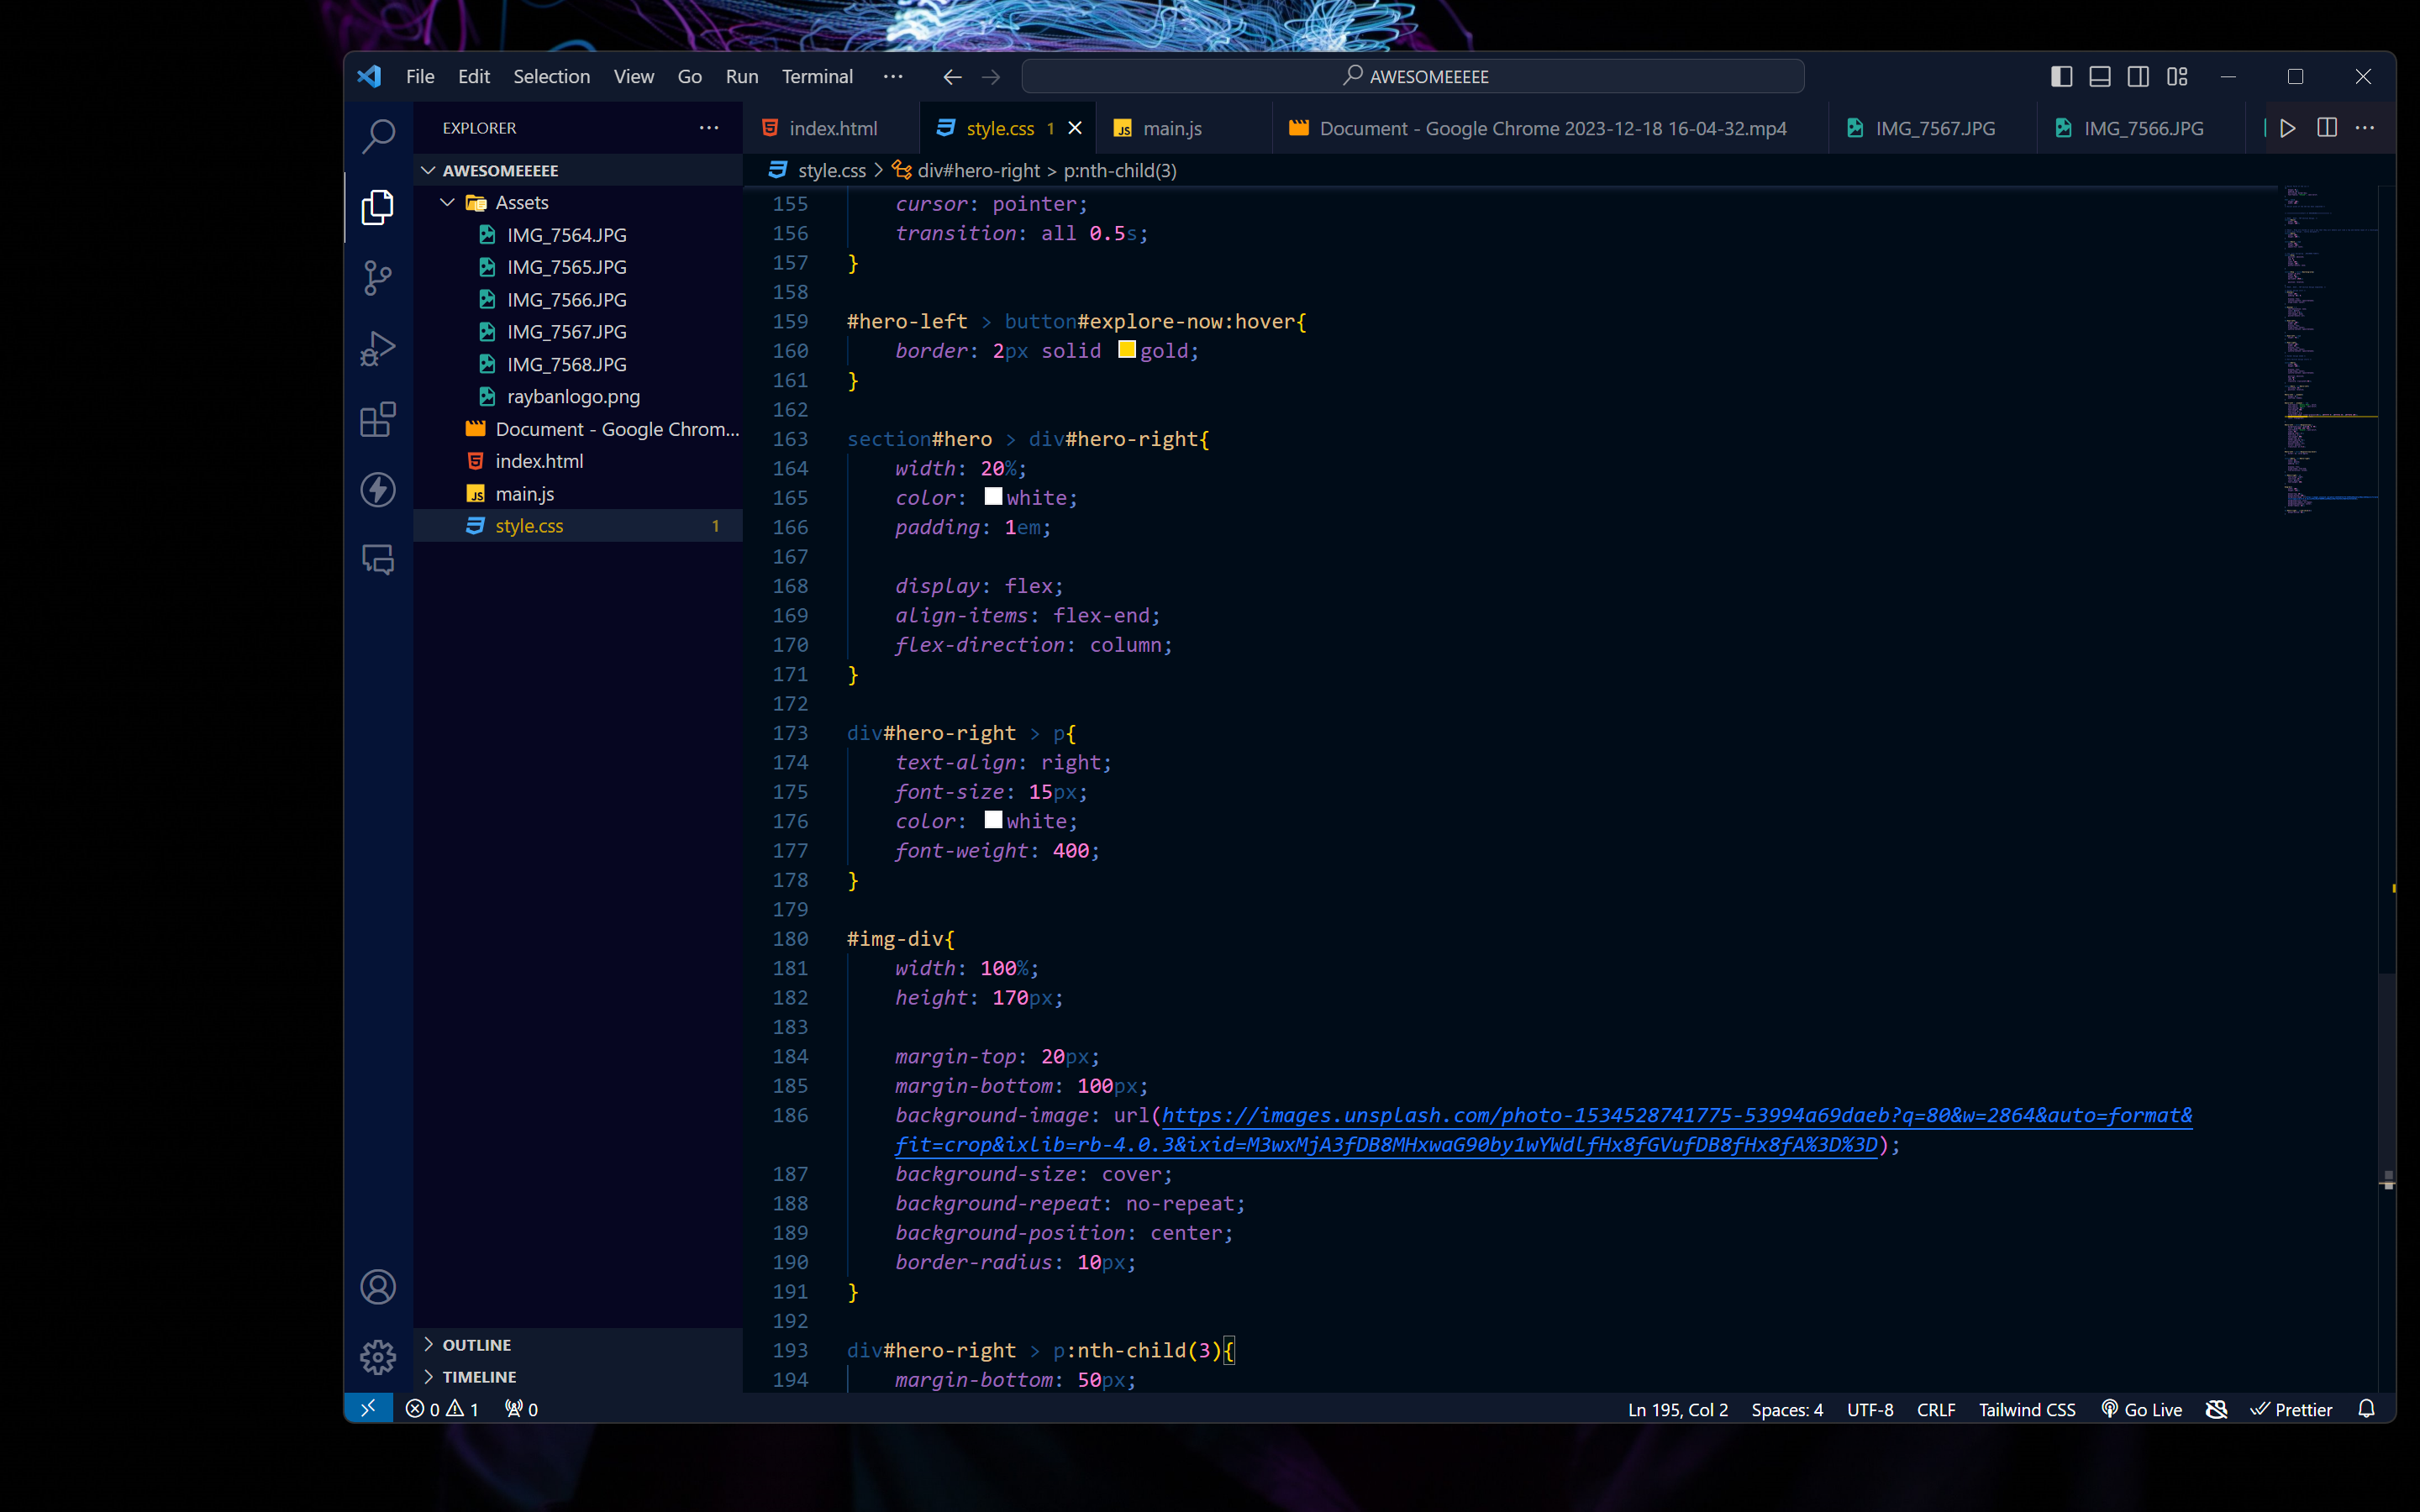 File Edit Selection View Go Run Terminal ··· AWESOMEEEEE
EXPLORER ···
AWESOMEEEEE
Assets
IMG_7564.JPG
IMG_7565.JPG
IMG_7566.JPG
IMG_7567.JPG
IMG_7568.JPG
raybanlogo.png
Document - Google Chrom...
index.html
main.js
style.css 1
OUTLINE
TIMELINE
index.html style.css 1 main.js Document - Google Chrome 2023-12-18 16-04-32.mp4 IMG_7567.JPG IMG_7566.JPG
style.css > div#hero-right > p:nth-child(3)
155 cursor: pointer;
156 transition: all 0.5s;
157 }
158
159 #hero-left > button#explore-now:hover{
160 border: 2px solid gold;
161 }
162
163 section#hero > div#hero-right{
164 width: 20%;
165 color: white;
166 padding: 1em;
167
168 display: flex;
169 align-items: flex-end;
170 flex-direction: column;
171 }
172
173 div#hero-right > p{
174 text-align: right;
175 font-size: 15px;
176 color: white;
177 font-weight: 400;
178 }
179
180 #img-div{
181 width: 100%;
182 height: 170px;
183
184 margin-top: 20px;
185 margin-bottom: 100px;
186 background-image: url(https://images.unsplash.com/photo-1534528741775-53994a69daeb?q=80&w=2864&auto=format&
fit=crop&ixlib=rb-4.0.3&ixid=M3wxMjA3fDB8MHxwaG90by1wYWdlfHx8fGVufDB8fHx8fA%3D%3D);
187 background-size: cover;
188 background-repeat: no-repeat;
189 background-position: center;
190 border-radius: 10px;
191 }
192
193 div#hero-right > p:nth-child(3){
194 margin-bottom: 50px;
0 1 0 Ln 195, Col 2 Spaces: 4 UTF-8 CRLF Tailwind CSS Go Live Prettier